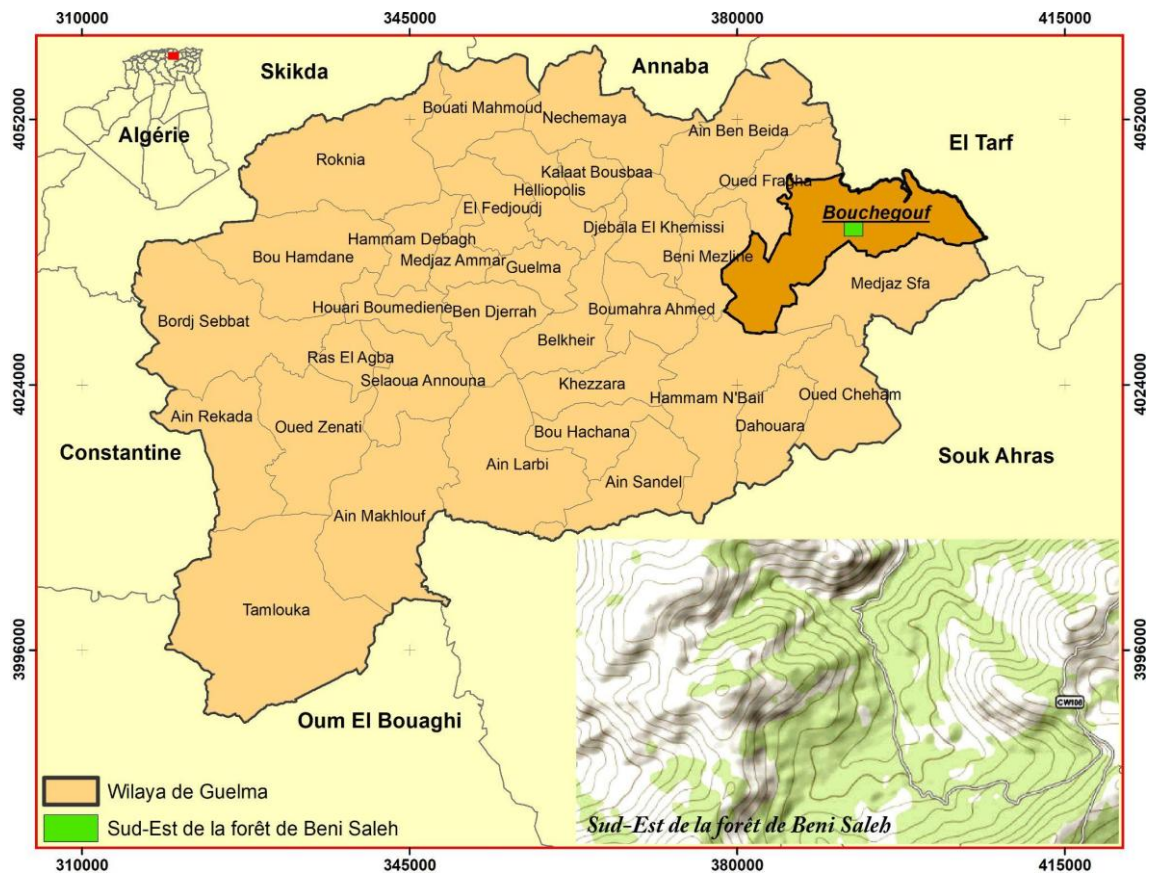 310000
345000
380000
415000
Skikda
Annaba
Algérie
El Tarf
4052000
4052000
Bouati Mahmoud
Nechemaya
Ain Ben Beida
Roknia
Kalaat Bousbaa
Oued Fragha
Helliopolis
El Fedjoudj
Bouchegouf
Djebala El Khemissi
Hammam Debagh
Bou Hamdane
Medjaz Ammar
Guelma
Beni Mezline
Medjaz Sfa
Houari Boumediene
Ben Djerrah
Boumahra Ahmed
Bordj Sebbat
Belkheir
Ras El Agba
Selaoua Announa
Khezzara
4024000
4024000
Hammam N'Bail
Oued Cheham
Ain Rekada
Oued Zenati
Bou Hachana
Dahouara
Constantine
Ain Larbi
Souk Ahras
Ain Sandel
Ain Makhlouf
Tamlouka
3996000
3996000
CW108
Oum El Bouaghi
Wilaya de Guelma
Sud-Est de la forêt de Beni Saleh
Sud-Est de la forêt de Beni Saleh
310000
345000
380000
415000